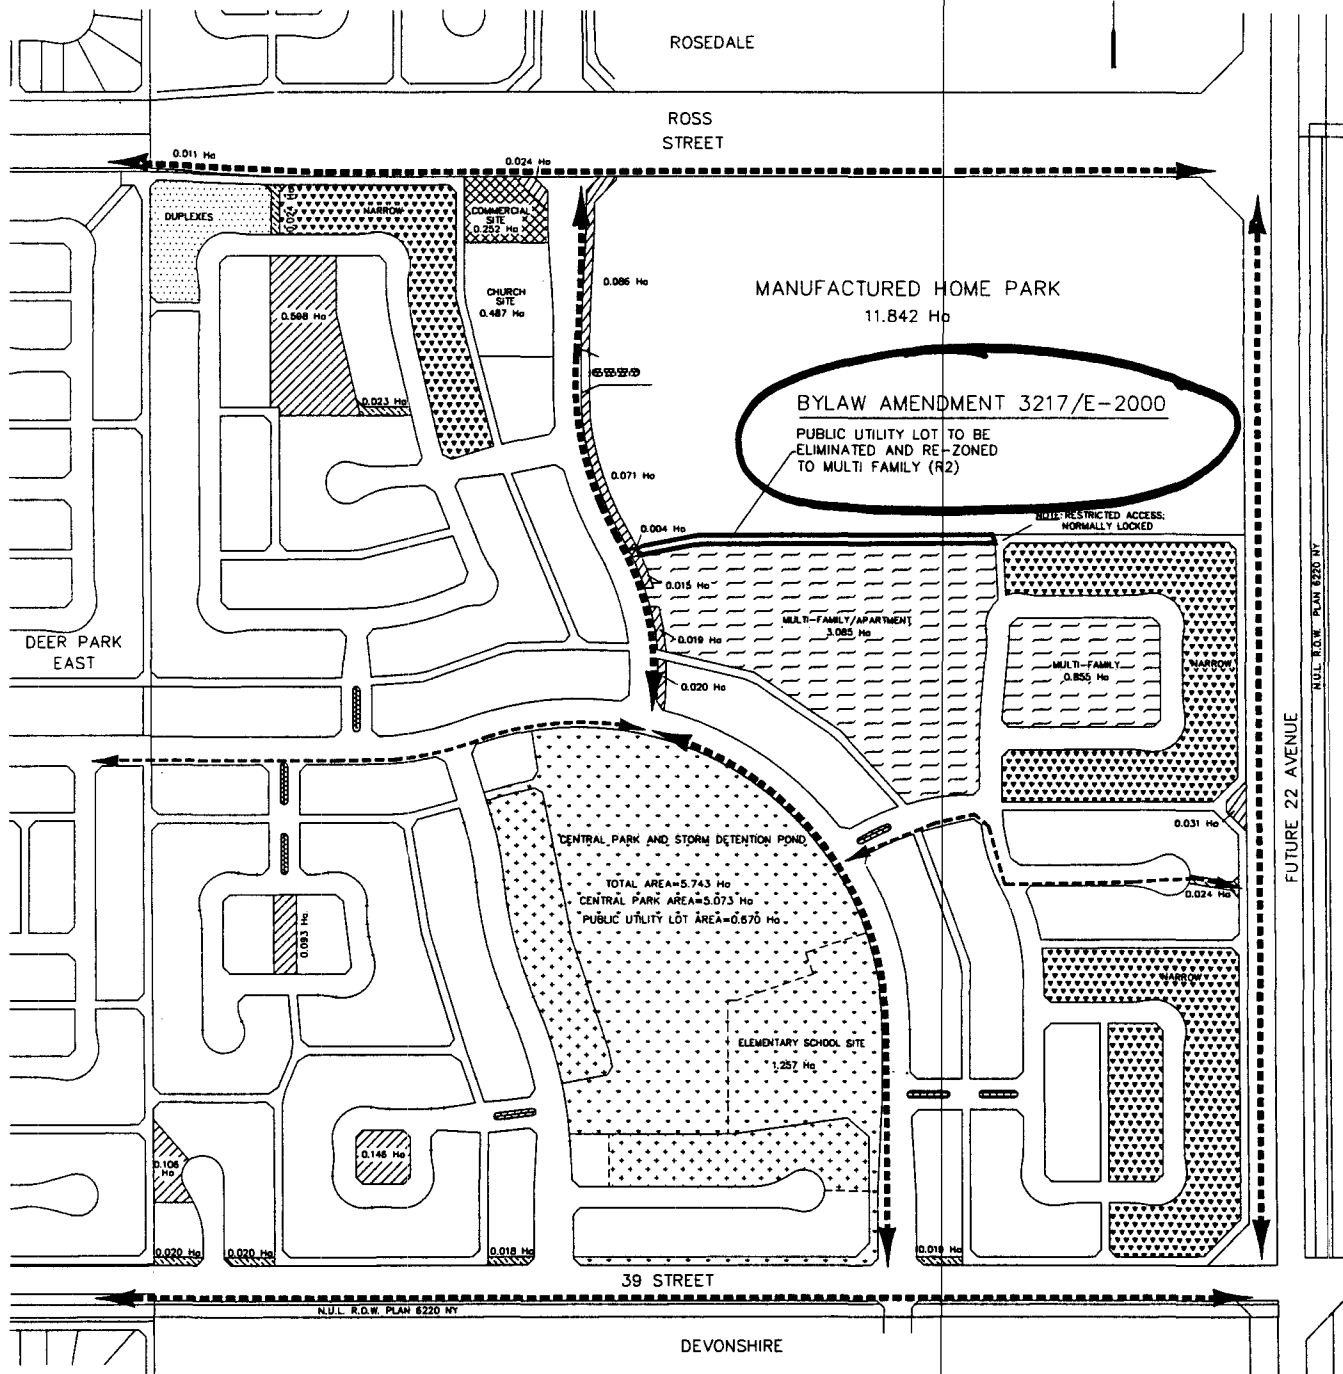 ROSEDALE
ROSS
STREET
0.011 Ha
0.024 Ha
DUPLEXES
0.024 Ha
NARROW
COMMERCIAL
SITE
0.252 Ha
CHURCH
SITE
0.487 Ha
0.086 Ha
MANUFACTURED HOME PARK
11.842 Ha
0.598 Ha
0.023 Ha
BYLAW AMENDMENT 3217/E-2000
PUBLIC UTILITY LOT TO BE
ELIMINATED AND RE-ZONED
TO MULTI FAMILY (R2)
0.071 Ha
0.004 Ha
NOTE: RESTRICTED ACCESS;
NORMALLY LOCKED
0.015 Ha
MULTI-FAMILY/APARTMENT
3.085 Ha
0.019 Ha
0.020 Ha
MULTI-FAMILY
0.855 Ha
NARROW
N.U.L. R.O.W. PLAN 6220 NY
DEER PARK
EAST
FUTURE 22 AVENUE
0.031 Ha
0.024 Ha
CENTRAL PARK AND STORM DETENTION POND
TOTAL AREA=5.743 Ha
CENTRAL PARK AREA=5.073 Ha
PUBLIC UTILITY LOT AREA=0.670 Ha
0.093 Ha
NARROW
ELEMENTARY SCHOOL SITE
1.257 Ha
0.106
Ha
0.146 Ha
0.020 Ha
0.020 Ha
0.018 Ha
0.019 Ha
39 STREET
N.U.L. R.O.W. PLAN 6220 NY
DEVONSHIRE